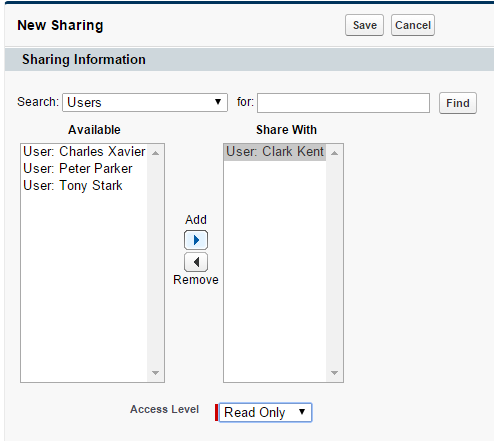 New Sharing Save Cancel
Sharing Information
Search: Users for: Find
Available Share With
User: Charles Xavier User: Clark Kent
User: Peter Parker
User: Tony Stark
Add
Remove
Access Level Read Only